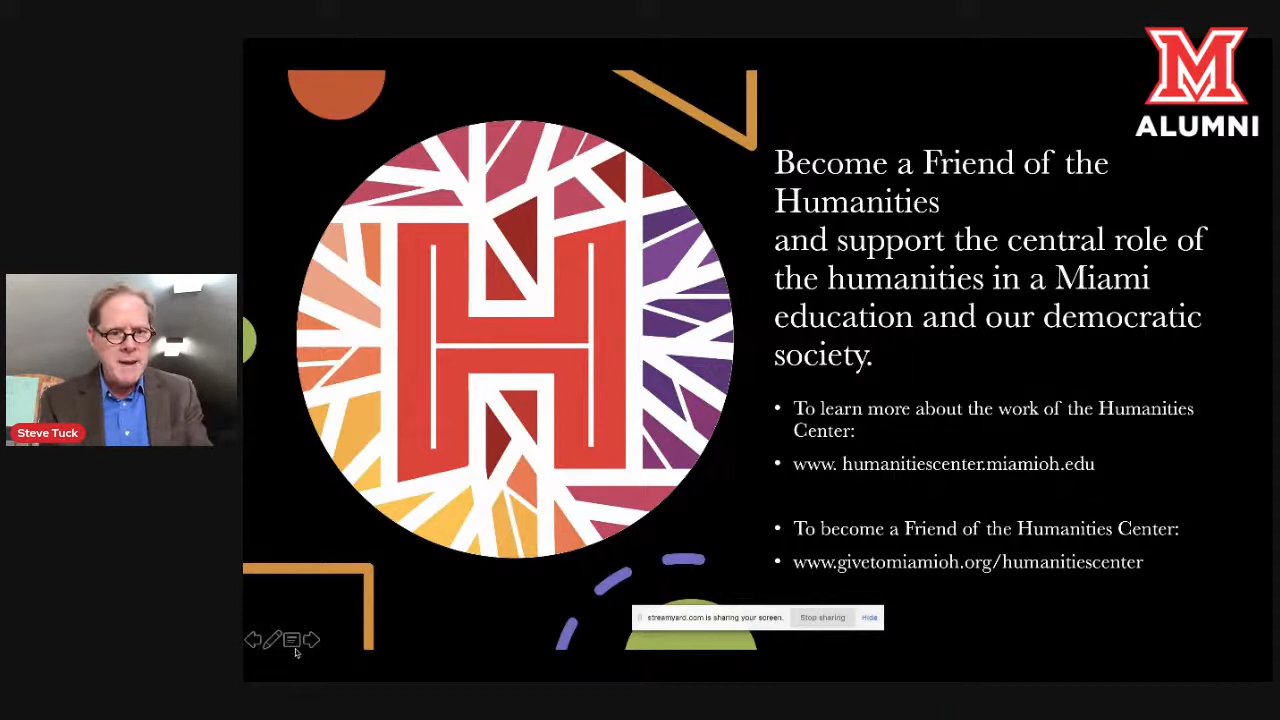 M
ALUMNI
Become a Friend of the
Humanities
and support the central role of
the humanities in a Miami
education and our democratic
society.
• To learn more about the work of the Humanities
Center:
• www. humanitiescenter.miamioh.edu
• To become a Friend of the Humanities Center:
• www.givetomiamioh.org/humanitiescenter
H
Steve Tuck
streamyard.com is sharing your screen.
Stop sharing
Hide